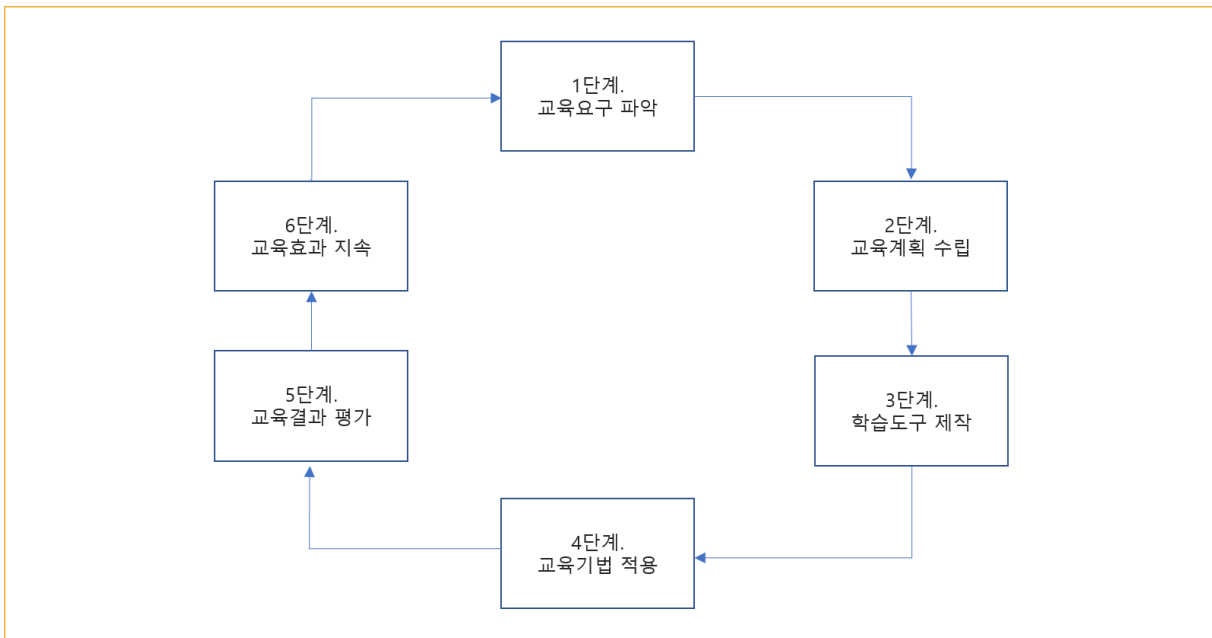 1단계.
교육요구 파악
2단계.
교육계획 수립
3단계.
학습도구 제작
4단계.
교육기법 적용
5단계.
교육결과 평가
6단계.
교육효과 지속